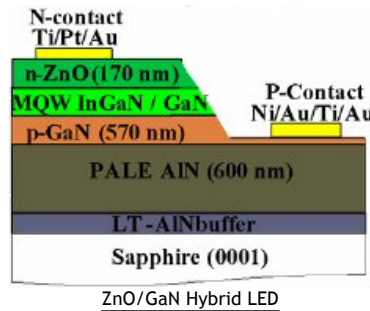 N-contact
Ti/Pt/Au
n-ZnO(170 nm)
MQW InGaN / GaN
P-Contact
Ni/Au/Ti/Au
p-GaN (570 nm)
PALE AlN (600 nm)
LT-AlNbuffer
Sapphire (0001)
ZnO/GaN Hybrid LED